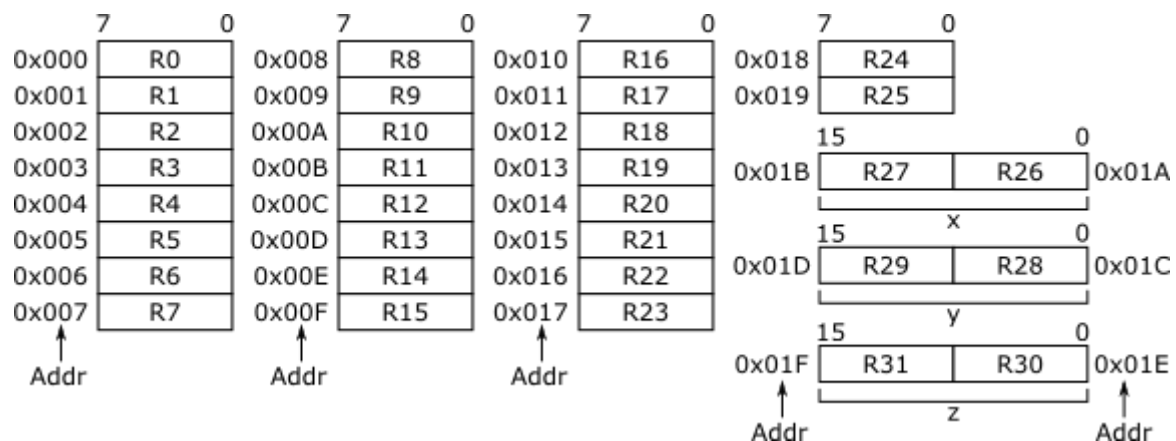 7 0 7 0 7 0 7 0
0x000 R0 0x008 R8 0x010 R16 0x018 R24
0x001 R1 0x009 R9 0x011 R17 0x019 R25
0x002 R2 0x00A R10 0x012 R18
15 0
0x003 R3 0x00B R11 0x013 R19 0x01B R27 R26 0x01A
0x004 R4 0x00C R12 0x014 R20
x
0x005 R5 0x00D R13 0x015 R21
15 0
0x006 R6 0x00E R14 0x016 R22 0x01D R29 R28 0x01C
0x007 R7 0x00F R15 0x017 R23
y
15 0
0x01F R31 R30 0x01E
Addr Addr Addr
z
Addr Addr